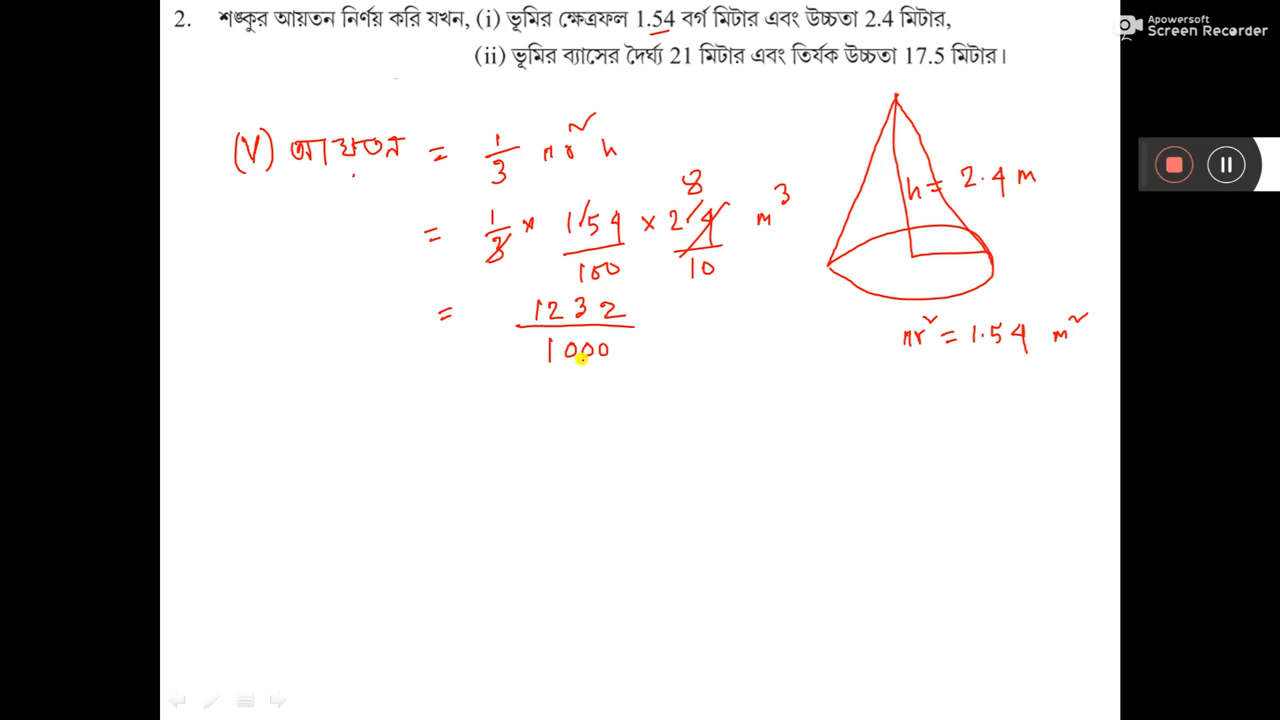 2. শঙ্কুর আয়তন নির্ণয় করি যখন, (i) ভূমির ক্ষেত্রফল 1.54 বর্গ মিটার এবং উচ্চতা 2.4 মিটার,
(ii) ভূমির ব্যাসের দৈর্ঘ্য 21 মিটার এবং তির্যক উচ্চতা 17.5 মিটার।
Apowersoft
Screen Recorder
(V) আয়তন = 1/3 πr² h
= 1/3 × 154/100 × 24/10 m³
8
= 1232/1000
h = 2.4 m
πr² = 1.54 m²